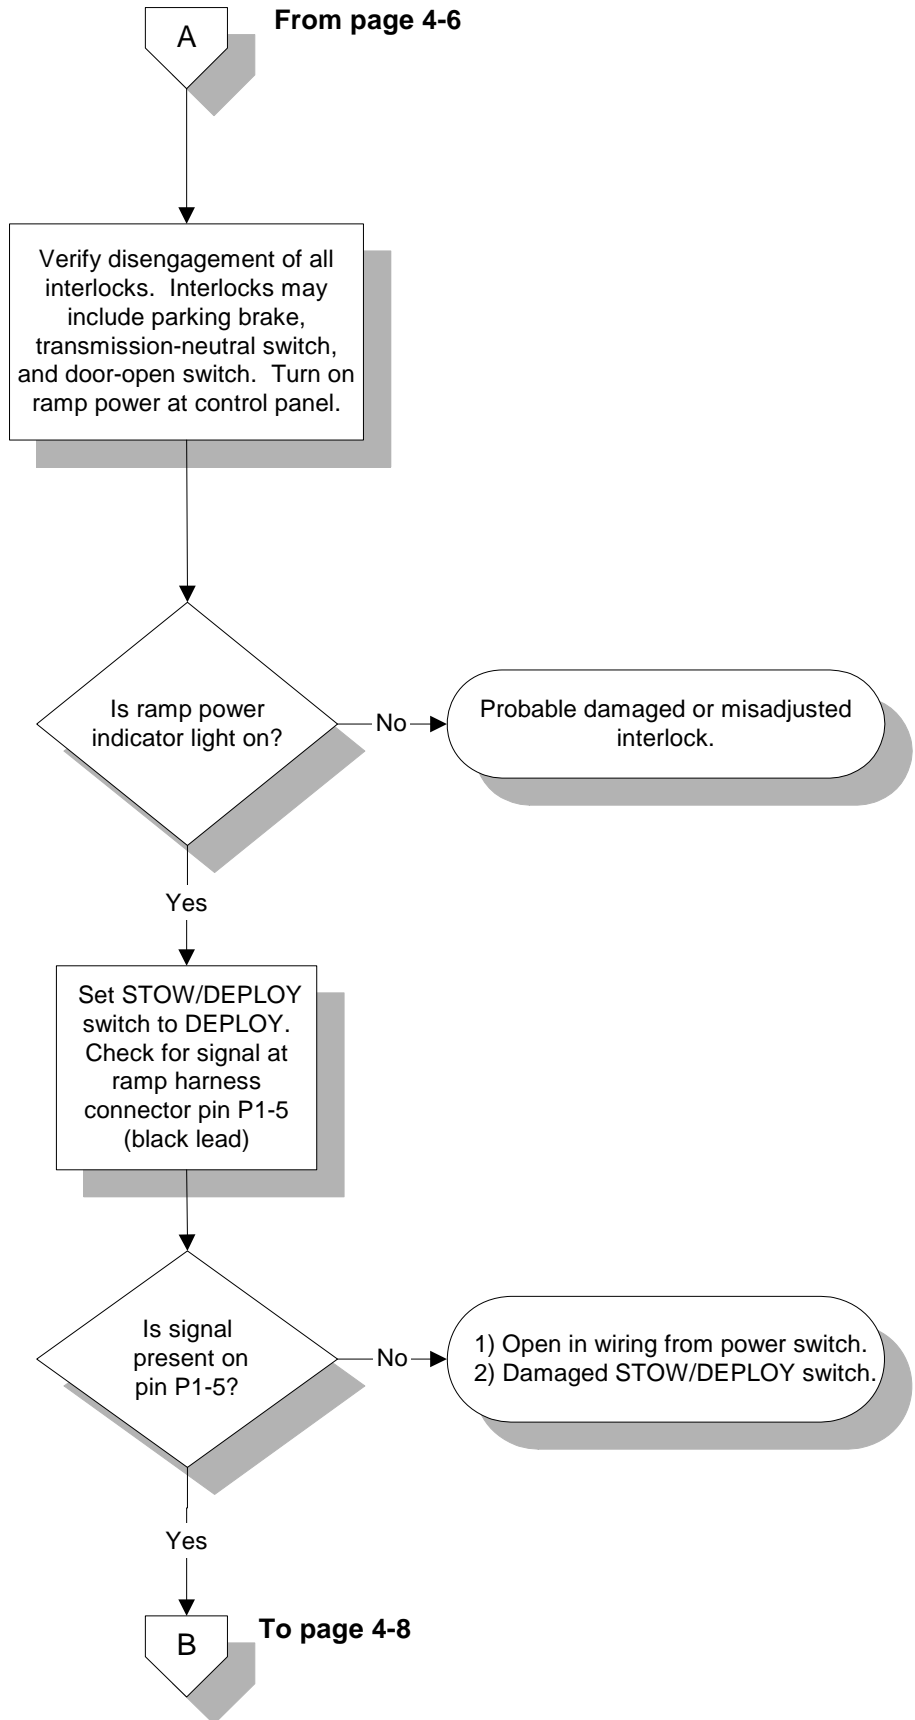 A
From page 4-6
Verify disengagement of all
interlocks.  Interlocks may
include parking brake,
transmission-neutral switch,
and door-open switch.  Turn on
ramp power at control panel.
Is ramp power
indicator light on?
No
Probable damaged or misadjusted
interlock.
Yes
Set STOW/DEPLOY
switch to DEPLOY.
Check for signal at
ramp harness
connector pin P1-5
(black lead)
Is signal
present on
pin P1-5?
No
1) Open in wiring from power switch.
2) Damaged STOW/DEPLOY switch.
Yes
B
To page 4-8